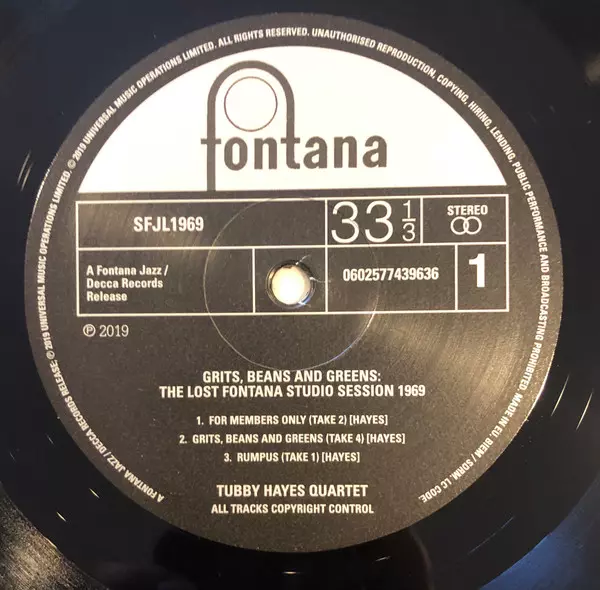 fontana
SFJL1969
33 1/3
STEREO
A Fontana Jazz /
Decca Records
Release
0602577439636
1
℗ 2019
GRITS, BEANS AND GREENS:
THE LOST FONTANA STUDIO SESSION 1969
1. FOR MEMBERS ONLY (TAKE 2) [HAYES]
2. GRITS, BEANS AND GREENS (TAKE 4) [HAYES]
3. RUMPUS (TAKE 1) [HAYES]
TUBBY HAYES QUARTET
ALL TRACKS COPYRIGHT CONTROL
A FONTANA JAZZ/DECCA RECORDS RELEASE; ℗ 2019 UNIVERSAL MUSIC OPERATIONS LIMITED. © 2019 UNIVERSAL MUSIC OPERATIONS LIMITED. ALL RIGHTS RESERVED. UNAUTHORISED REPRODUCTION, COPYING, HIRING, LENDING, PUBLIC PERFORMANCE AND BROADCASTING PROHIBITED. MADE IN EU. BIEM / SDRM. LC CODE.